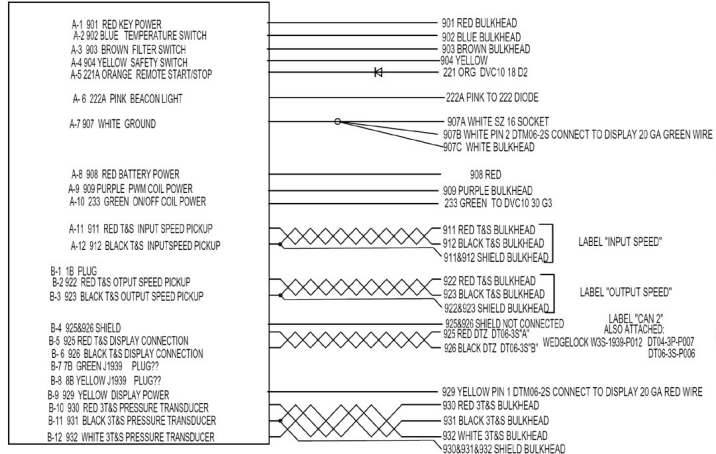 A-1 901 RED KEY POWER
901 RED BULKHEAD
A-2 902 BLUE TEMPERATURE SWITCH
902 BLUE BULKHEAD
A-3 903 BROWN FILTER SWITCH
903 BROWN BULKHEAD
A-4 904 YELLOW SAFETY SWITCH
904 YELLOW
A-5 221A ORANGE REMOTE START/STOP
221 ORG DVC10 18 D2
A- 6 222A PINK BEACON LIGHT
222A PINK TO 222 DIODE
A-7 907 WHITE GROUND
907A WHITE SZ 16 SOCKET
907B WHITE PIN 2 DTM06-2S CONNECT TO DISPLAY 20 GA GREEN WIRE
907C WHITE BULKHEAD
A-8 908 RED BATTERY POWER
908 RED
A-9 909 PURPLE PWM COIL POWER
909 PURPLE BULKHEAD
A-10 233 GREEN ON/OFF COIL POWER
233 GREEN TO DVC10 30 G3
A-11 911 RED T&S INPUT SPEED PICKUP
911 RED T&S BULKHEAD
A-12 912 BLACK T&S INPUTSPEED PICKUP
912 BLACK T&S BULKHEAD
LABEL "INPUT SPEED"
911&912 SHIELD BULKHEAD
B-1 1B PLUG
B-2 922 RED T&S OTPUT SPEED PICKUP
922 RED T&S BULKHEAD
B-3 923 BLACK T&S OUTPUT SPEED PICKUP
923 BLACK T&S BULKHEAD
LABEL "OUTPUT SPEED"
922&923 SHIELD BULKHEAD
B-4 925&926 SHIELD
925&926 SHIELD NOT CONNECTED
LABEL "CAN 2"
ALSO ATTACHED:
B-5 925 RED T&S DISPLAY CONNECTION
925 RED DTZ DT06-3S"A"
WEDGELOCK W3S-1939-P012 DT04-3P-P007
B- 6 926 BLACK T&S DISPLAY CONNECTION
926 BLACK DTZ DT06-3S"B"
DT06-3S-P006
B-7 7B GREEN J1939 PLUG??
B-8 8B YELLOW J1939 PLUG??
B-9 929 YELLOW DISPLAY POWER
929 YELLOW PIN 1 DTM06-2S CONNECT TO DISPLAY 20 GA RED WIRE
B-10 930 RED 3T&S PRESSURE TRANSDUCER
930 RED 3T&S BULKHEAD
B-11 931 BLACK 3T&S PRESSURE TRANSDUCER
931 BLACK 3T&S BULKHEAD
B-12 932 WHITE 3T&S PRESSURE TRANSDUCER
932 WHITE 3T&S BULKHEAD
930&931&932 SHIELD BULKHEAD